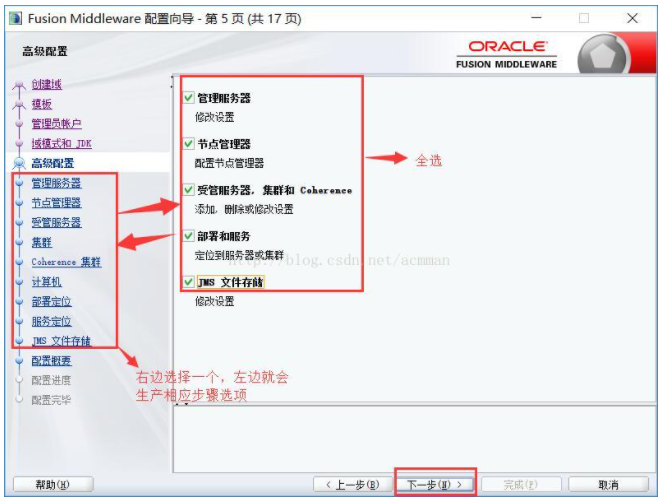 Fusion Middleware 配置向导 - 第 5 页 (共 17 页)
高级配置
ORACLE
FUSION MIDDLEWARE
创建域
模板
管理员帐户
域模式和 JDK
高级配置
管理服务器
节点管理器
受管服务器
集群
Coherence 集群
计算机
部署定位
服务定位
JMS 文件存储
配置概要
配置进度
配置完毕
管理服务器
修改设置
节点管理器
配置节点管理器
受管服务器, 集群和 Coherence
添加, 删除或修改设置
部署和服务
定位到服务器或集群
JMS 文件存储
修改设置
全选
http://blog.csdn.net/acmman
右边选择一个，左边就会
生产相应步骤选项
帮助(H)
< 上一步(B)
下一步(N) >
完成(F)
取消